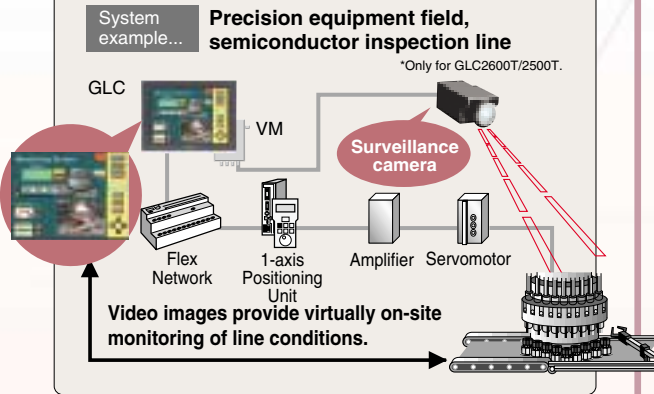 System
example...
Precision equipment field,
semiconductor inspection line
*Only for GLC2600T/2500T.
GLC
VM
Surveillance
camera
Flex
Network
1-axis
Positioning
Unit
Amplifier
Servomotor
Video images provide virtually on-site
monitoring of line conditions.